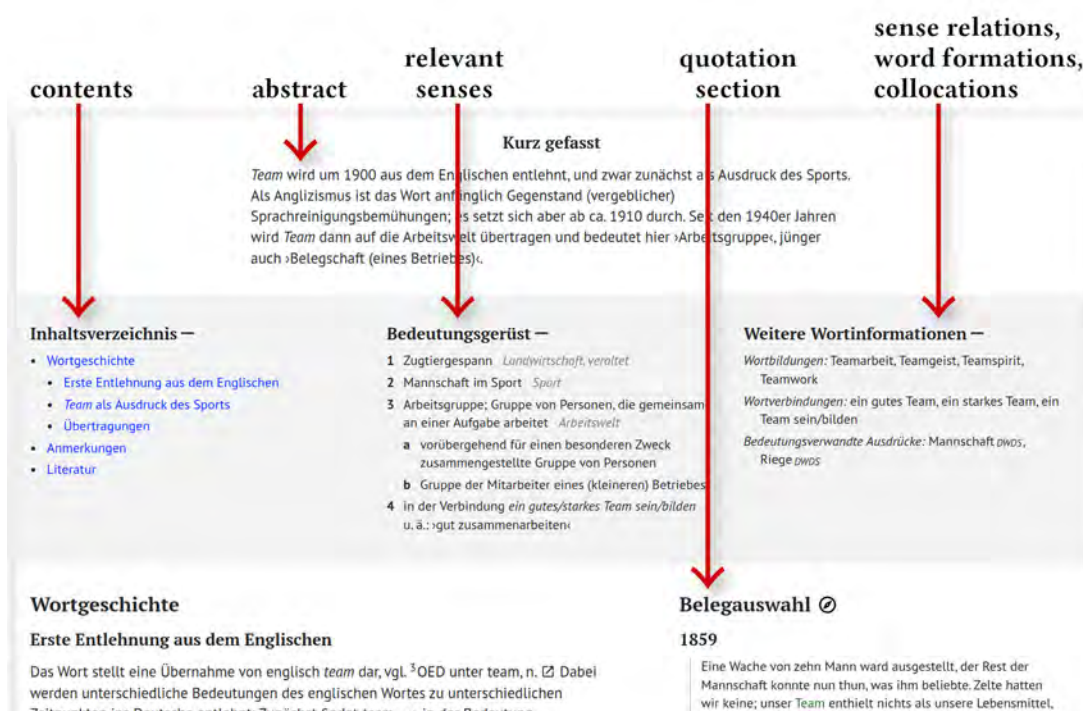 sense relations,
relevant quotation word formations,
contents abstract senses section collocations
Kurz gefasst
Team wird um 1900 aus dem Englischen entlehnt, und zwar zunächst als Ausdruck des Sports.
Als Anglizismus ist das Wort anfänglich Gegenstand (vergeblicher)
Sprachreinigungsbemühungen; es setzt sich aber ab ca. 1910 durch. Seit den 1940er Jahren
wird Team dann auf die Arbeitswelt übertragen und bedeutet hier ›Arbeitsgruppe‹, jünger
auch ›Belegschaft (eines Betriebes)‹.
Inhaltsverzeichnis —
• Wortgeschichte
• Erste Entlehnung aus dem Englischen
• Team als Ausdruck des Sports
• Übertragungen
• Anmerkungen
• Literatur
Bedeutungsgerüst —
1 Zugtiergespann Landwirtschaft, veraltet
2 Mannschaft im Sport Sport
3 Arbeitsgruppe; Gruppe von Personen, die gemeinsam
an einer Aufgabe arbeitet Arbeitswelt
a vorübergehend für einen besonderen Zweck
zusammengestellte Gruppe von Personen
b Gruppe der Mitarbeiter eines (kleineren) Betriebes
4 in der Verbindung ein gutes/starkes Team sein/bilden
u. ä.: ›gut zusammenarbeiten‹
Weitere Wortinformationen —
Wortbildungen: Teamarbeit, Teamgeist, Teamspirit,
Teamwork
Wortverbindungen: ein gutes Team, ein starkes Team, ein
Team sein/bilden
Bedeutungsverwandte Ausdrücke: Mannschaft DWDS,
Riege DWDS
Wortgeschichte
Erste Entlehnung aus dem Englischen
Das Wort stellt eine Übernahme von englisch team dar, vgl. ³OED unter team, n. Dabei
werden unterschiedliche Bedeutungen des englischen Wortes zu unterschiedlichen
Belegauswahl
1859
Eine Wache von zehn Mann ward ausgestellt, der Rest der
Mannschaft konnte nun thun, was ihm beliebte. Zelte hatten
wir keine; unser Team enthielt nichts als unsere Lebensmittel,